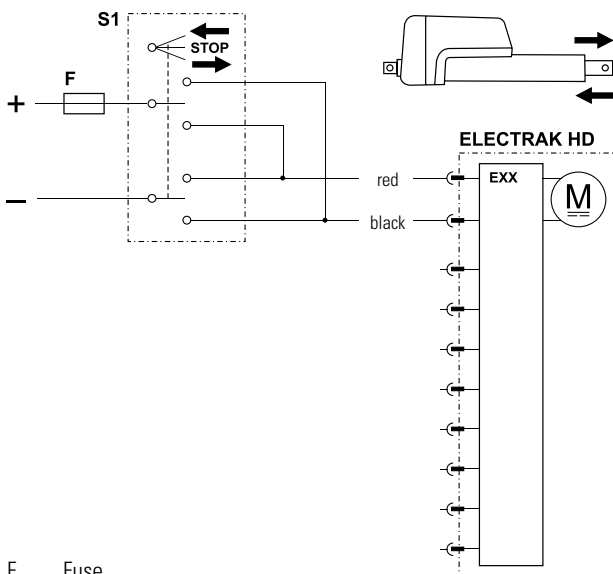 S1
STOP
F
+
–
ELECTRAK HD
red
EXX
M
black
F Fuse